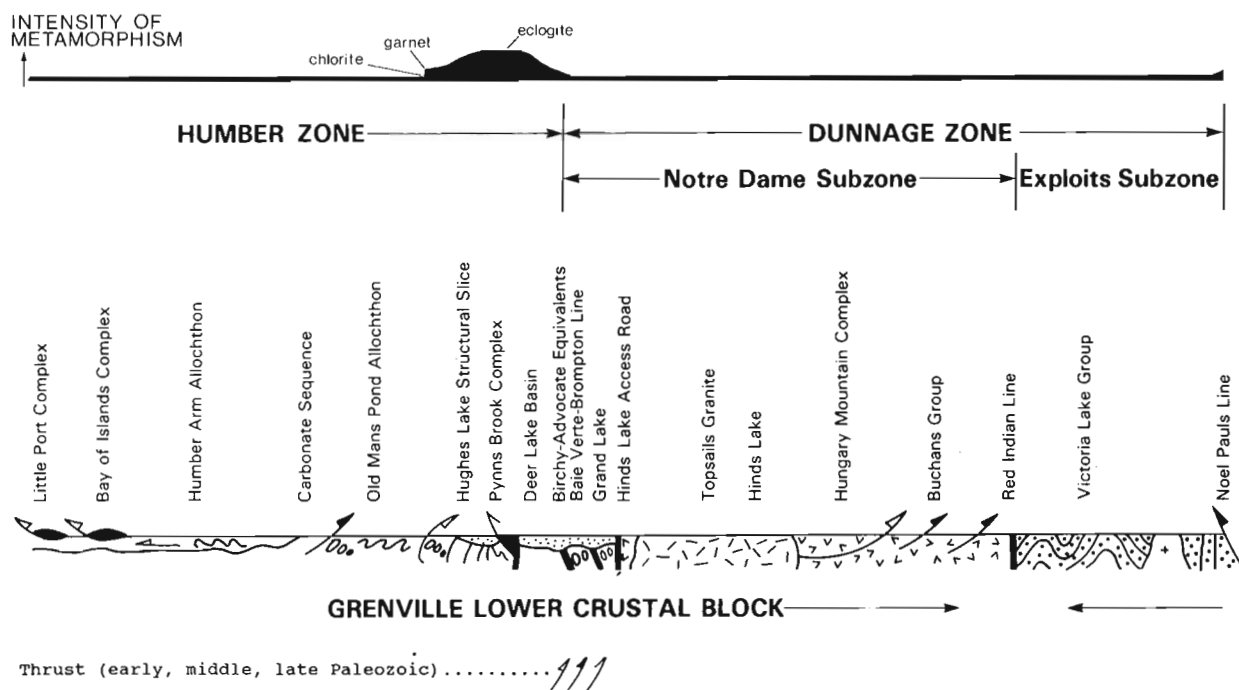 INTENSITY OF
METAMORPHISM
chlorite
garnet
eclogite
HUMBER ZONE
DUNNAGE ZONE
Notre Dame Subzone
Exploits Subzone
Little Port Complex
Bay of Islands Complex
Humber Arm Allochthon
Carbonate Sequence
Old Mans Pond Allochthon
Hughes Lake Structural Slice
Pynns Brook Complex
Deer Lake Basin
Birchy-Advocate Equivalents
Baie Verte-Brompton Line
Grand Lake
Hinds Lake Access Road
Topsails Granite
Hinds Lake
Hungary Mountain Complex
Buchans Group
Red Indian Line
Victoria Lake Group
Noel Pauls Line
GRENVILLE LOWER CRUSTAL BLOCK
Thrust (early, middle, late Paleozoic)..........